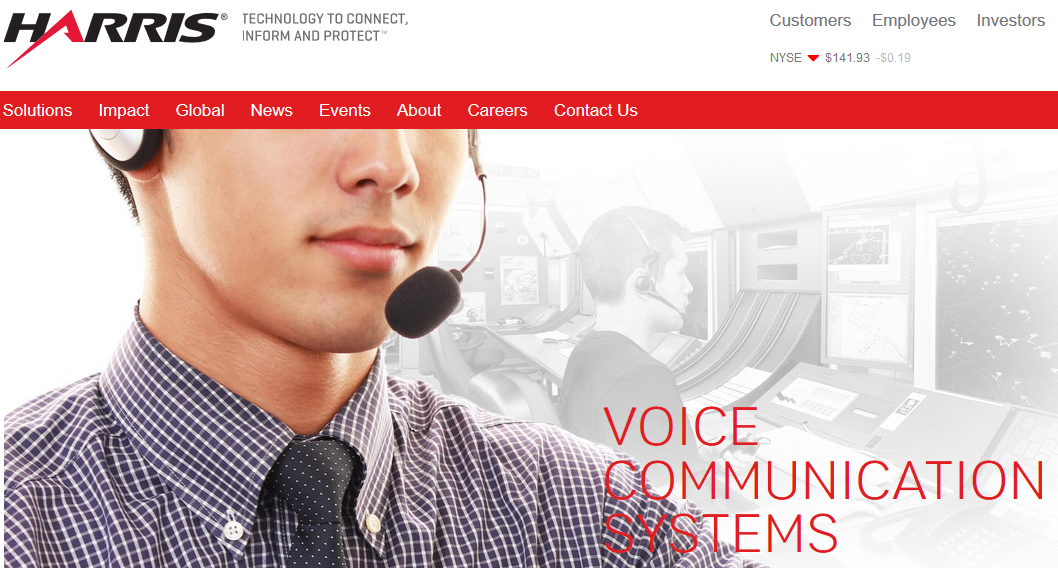 HARRIS®
TECHNOLOGY TO CONNECT,
INFORM AND PROTECT™
Customers Employees Investors
NYSE $141.93 -$0.19
Solutions Impact Global News Events About Careers Contact Us
VOICE
COMMUNICATION
SYSTEMS